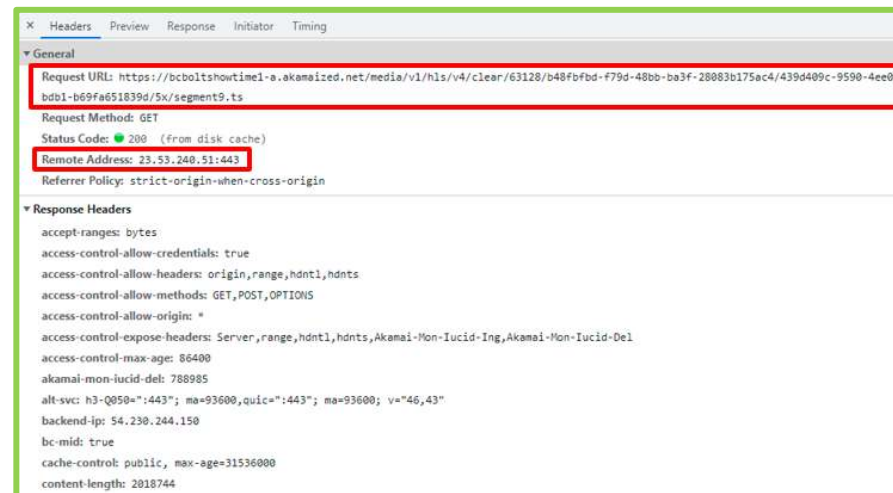 × Headers Preview Response Initiator Timing
▼ General
Request URL: https://bcboltshowtime1-a.akamaized.net/media/v1/hls/v4/clear/63128/b48fbfbd-f79d-48bb-ba3f-28083b175ac4/439d409c-9590-4ee0
bdb1-b69fa651839d/5x/segment9.ts
Request Method: GET
Status Code: 200 (from disk cache)
Remote Address: 23.53.240.51:443
Referrer Policy: strict-origin-when-cross-origin
▼ Response Headers
accept-ranges: bytes
access-control-allow-credentials: true
access-control-allow-headers: origin,range,hdntl,hdnts
access-control-allow-methods: GET,POST,OPTIONS
access-control-allow-origin: *
access-control-expose-headers: Server,range,hdntl,hdnts,Akamai-Mon-Iucid-Ing,Akamai-Mon-Iucid-Del
access-control-max-age: 86400
akamai-mon-iucid-del: 788985
alt-svc: h3-Q050=":443"; ma=93600,quic=":443"; ma=93600; v="46,43"
backend-ip: 54.230.244.150
bc-mid: true
cache-control: public, max-age=31536000
content-length: 2018744